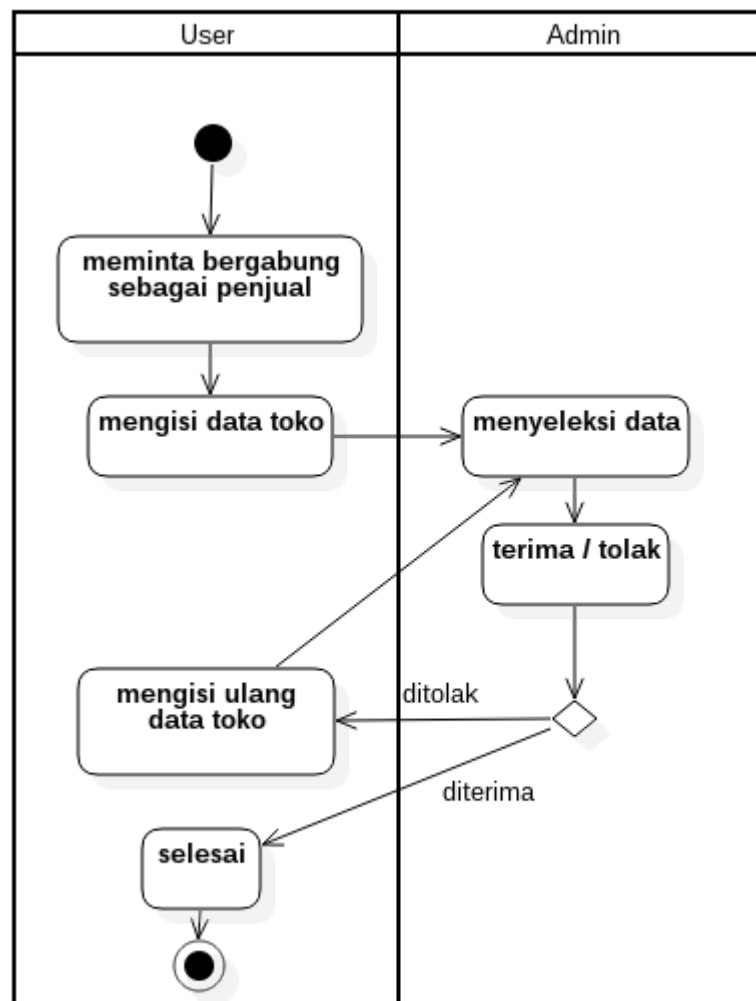 User
Admin
meminta bergabung
sebagai penjual
mengisi data toko
menyeleksi data
terima / tolak
mengisi ulang
data toko
ditolak
diterima
selesai